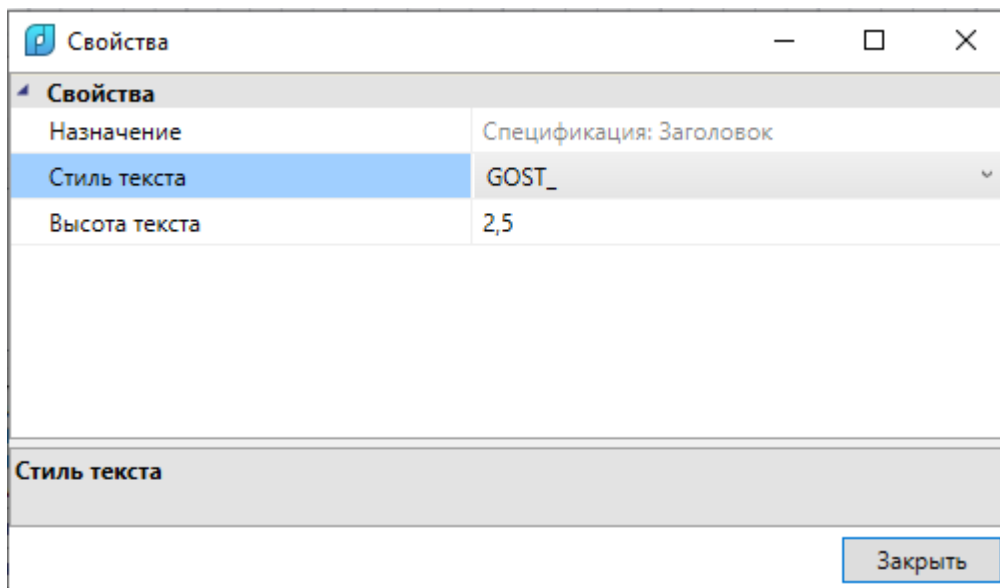 Свойства
Свойства
Назначение Спецификация: Заголовок
Стиль текста GOST_
Высота текста 2,5
Стиль текста
Закрыть